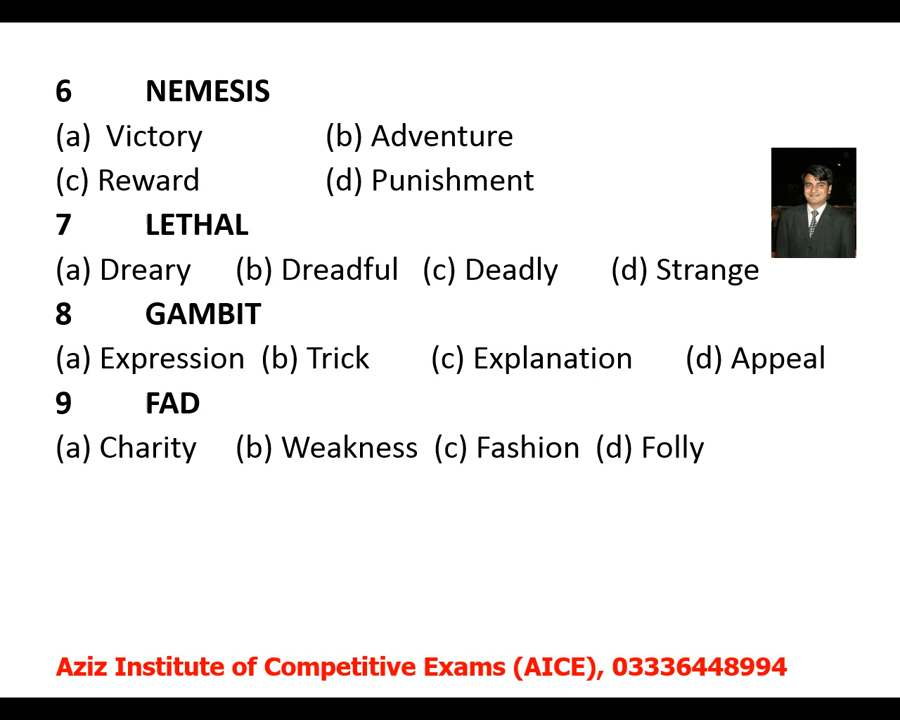 6 NEMESIS
(a) Victory (b) Adventure
(c) Reward (d) Punishment
7 LETHAL
(a) Dreary (b) Dreadful (c) Deadly (d) Strange
8 GAMBIT
(a) Expression (b) Trick (c) Explanation (d) Appeal
9 FAD
(a) Charity (b) Weakness (c) Fashion (d) Folly
Aziz Institute of Competitive Exams (AICE), 03336448994